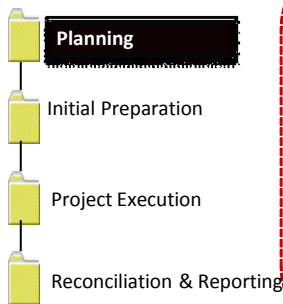 Planning
Initial Preparation
Project Execution
Reconciliation & Reporting